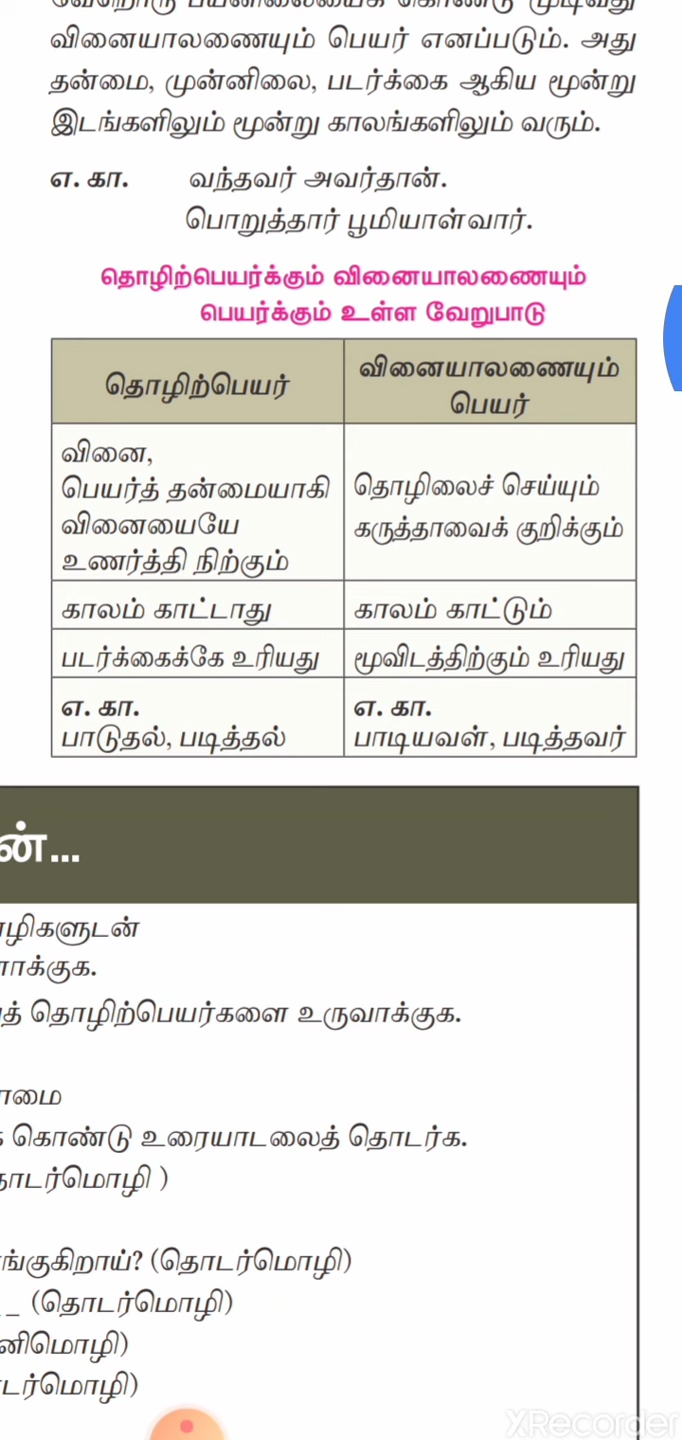 வேறொரு பயனிலையைக் கொண்டு முடிவது
வினையாலணையும் பெயர் எனப்படும். அது
தன்மை, முன்னிலை, படர்க்கை ஆகிய மூன்று
இடங்களிலும் மூன்று காலங்களிலும் வரும்.
எ. கா. வந்தவர் அவர்தான்.
பொறுத்தார் பூமியாள்வார்.
தொழிற்பெயர்க்கும் வினையாலணையும்
பெயர்க்கும் உள்ள வேறுபாடு
தொழிற்பெயர்
வினையாலணையும்
பெயர்
வினை,
பெயர்த் தன்மையாகி
வினையையே
உணர்த்தி நிற்கும்
தொழிலைச் செய்யும்
கருத்தாவைக் குறிக்கும்
காலம் காட்டாது
காலம் காட்டும்
படர்க்கைக்கே உரியது
மூவிடத்திற்கும் உரியது
எ. கா.
பாடுதல், படித்தல்
எ. கா.
பாடியவள், படித்தவர்
ன்...
ழிகளுடன்
ாக்குக.
த் தொழிற்பெயர்களை உருவாக்குக.
ாமை
கொண்டு உரையாடலைத் தொடர்க.
தாடர்மொழி )
ங்குகிறாய்? (தொடர்மொழி)
_ (தொடர்மொழி)
னிமொழி)
டர்மொழி)
XRecorder